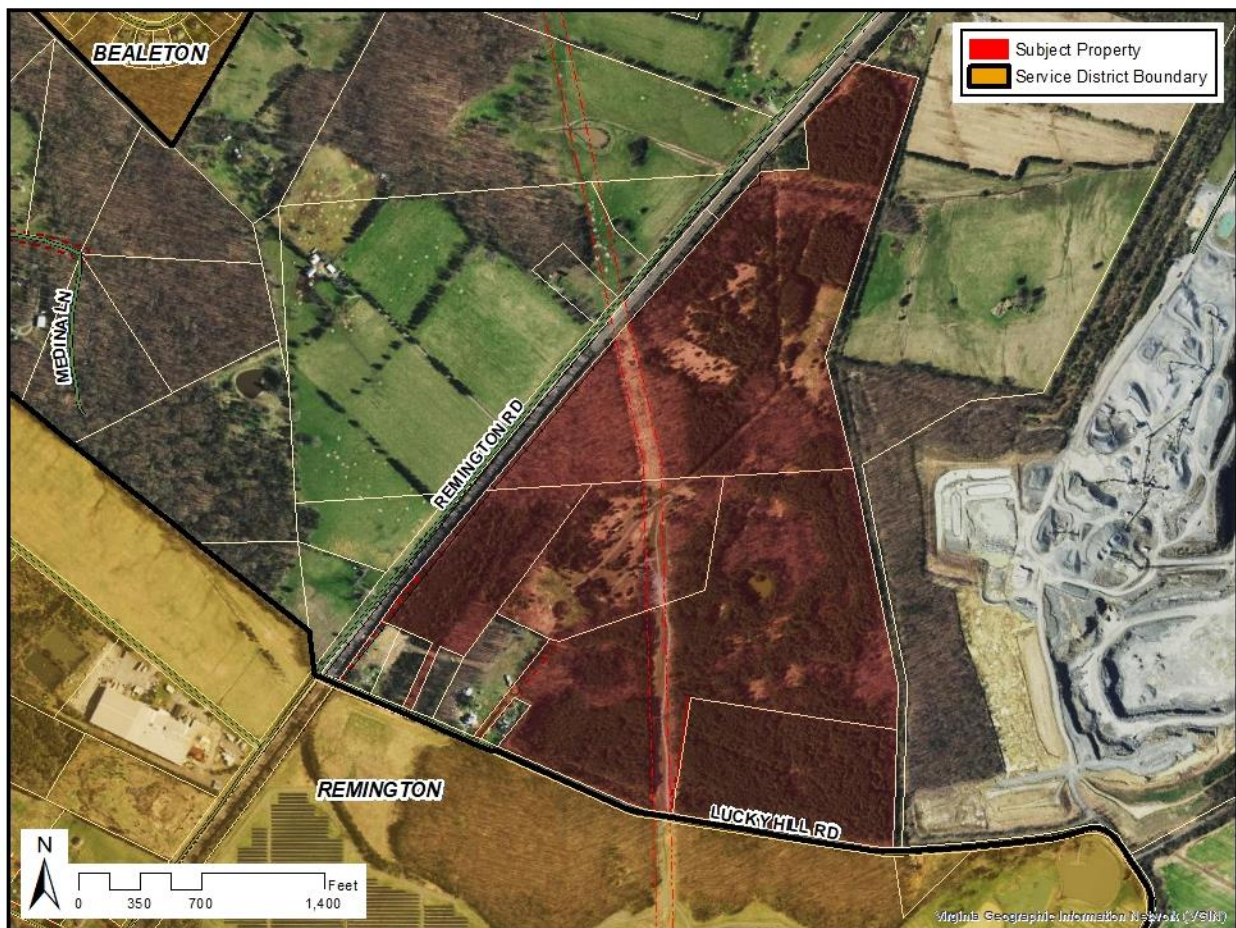 BEALETON
Subject Property
Service District Boundary
MEDINA LN
REMINGTON RD
REMINGTON
LUCKY HILL RD
N
Feet
0 350 700 1,400
Virginia Geographic Information Network (VGIN)